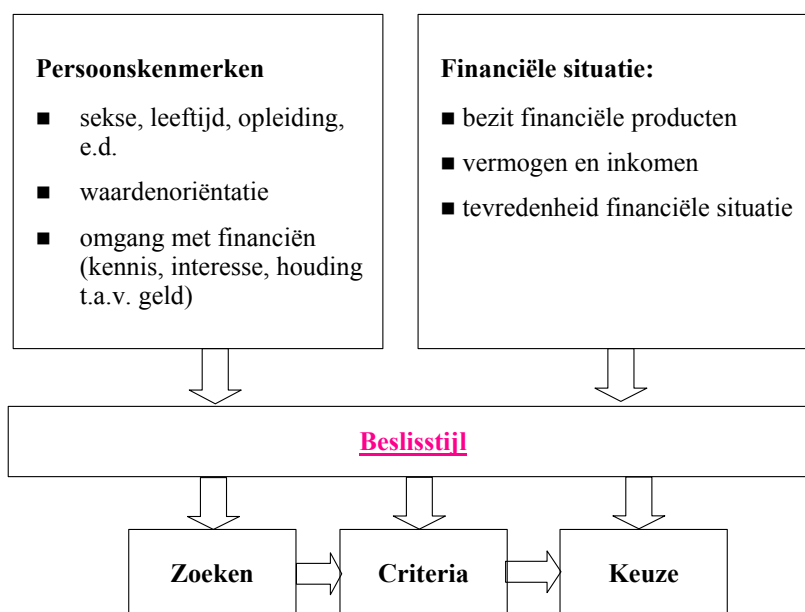 Persoonskenmerken
■ sekse, leeftijd, opleiding,
e.d.
■ waardenoriëntatie
■ omgang met financiën
(kennis, interesse, houding
t.a.v. geld)
Financiële situatie:
■ bezit financiële producten
■ vermogen en inkomen
■ tevredenheid financiële situatie
Beslisstijl
Zoeken
Criteria
Keuze